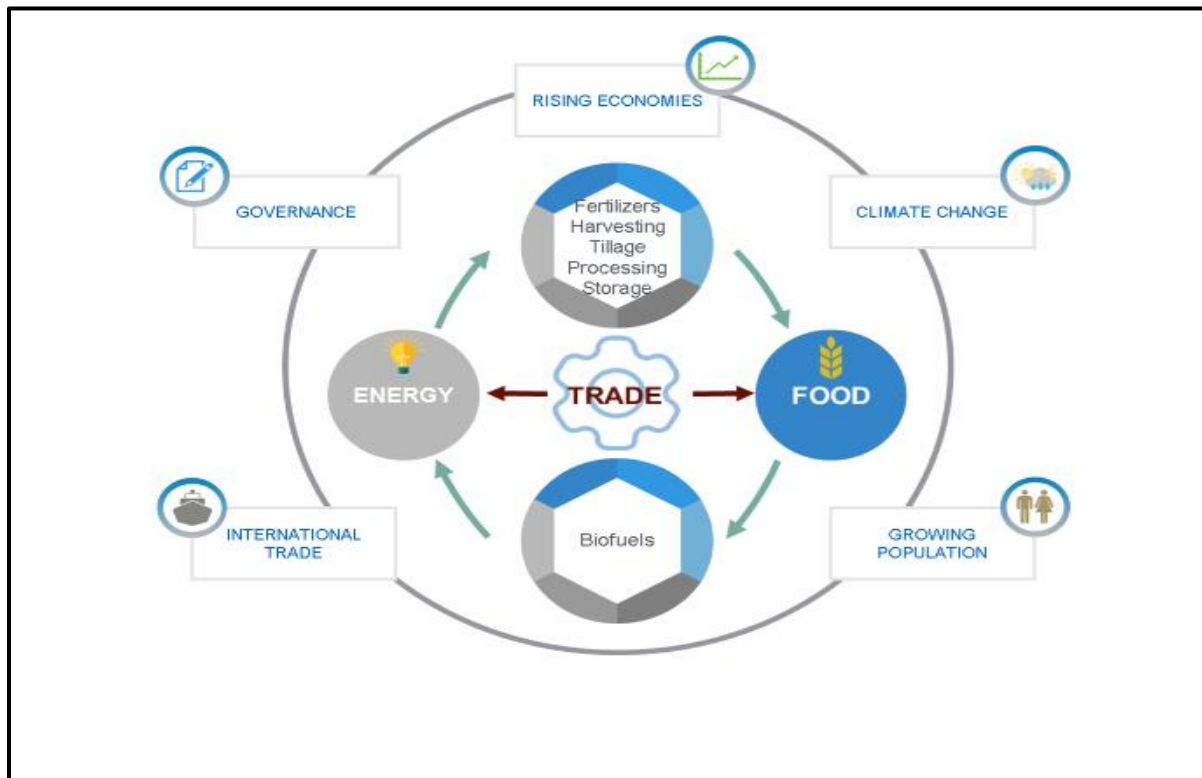 RISING ECONOMIES
GOVERNANCE
CLIMATE CHANGE
Fertilizers
Harvesting
Tillage
Processing
Storage
ENERGY
TRADE
FOOD
INTERNATIONAL
TRADE
Biofuels
GROWING
POPULATION